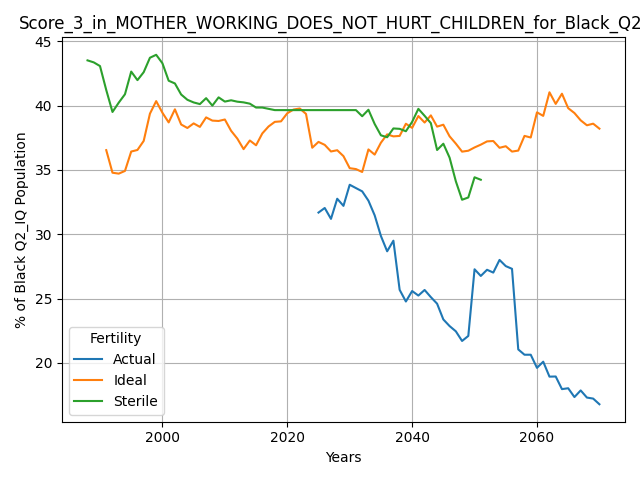 Score_3_in_MOTHER_WORKING_DOES_NOT_HURT_CHILDREN_for_Black_Q2
45
40
35
30
25
20
% of Black Q2_IQ Population
Fertility
Actual
Ideal
Sterile
2000 2020 2040 2060
Years